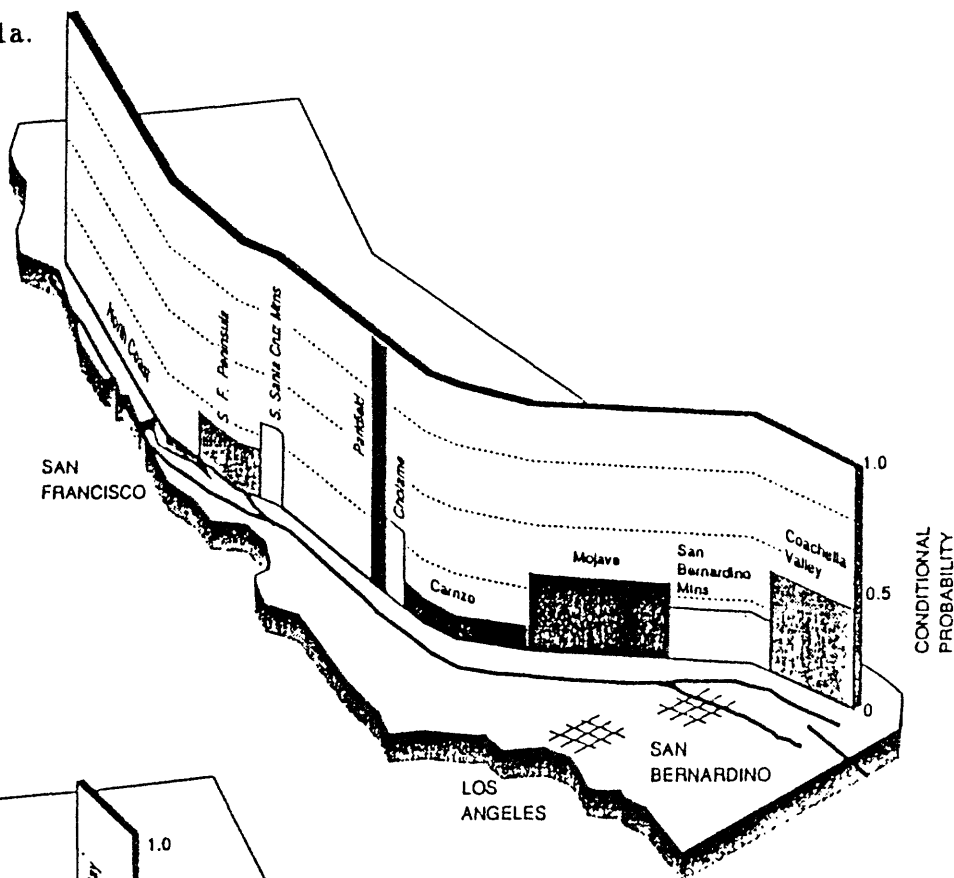 1a.
North Coast
S. F. Peninsula
S. Santa Cruz Mtns
Parkfield
Cholame
Carrizo
Mojave
San
Bernardino
Mtns
Coachella
Valley
1.0
0.5
0
CONDITIONAL
PROBABILITY
SAN
FRANCISCO
LOS
ANGELES
SAN
BERNARDINO
1.0